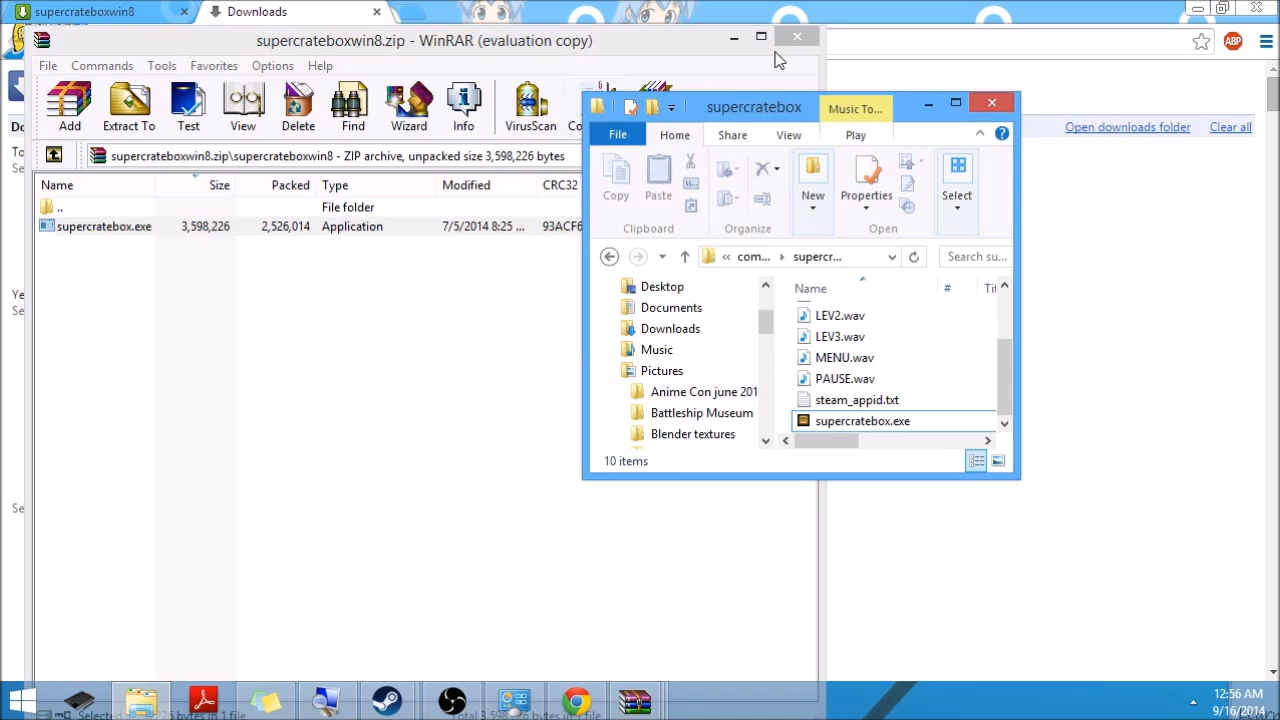 supercrateboxwin8
Downloads
supercrateboxwin8.zip - WinRAR (evaluation copy)
File Commands Tools Favorites Options Help
Add Extract To Test View Delete Find Wizard Info VirusScan
supercrateboxwin8.zip\supercrateboxwin8 - ZIP archive, unpacked size 3,598,226 bytes
Name Size Packed Type Modified CRC32
.. File folder
supercratebox.exe 3,598,226 2,526,014 Application 7/5/2014 8:25 ... 93ACF6
supercratebox Music To...
File Home Share View Play
Copy Paste New Properties Select
Clipboard Organize Open
« com... supercr... Search su...
Desktop
Documents
Downloads
Music
Pictures
Anime Con june 201
Battleship Museum
Blender textures
Name #
LEV2.wav
LEV3.wav
MENU.wav
PAUSE.wav
steam_appid.txt
supercratebox.exe
10 items
ABP
Open downloads folder Clear all
12:56 AM
9/16/2014